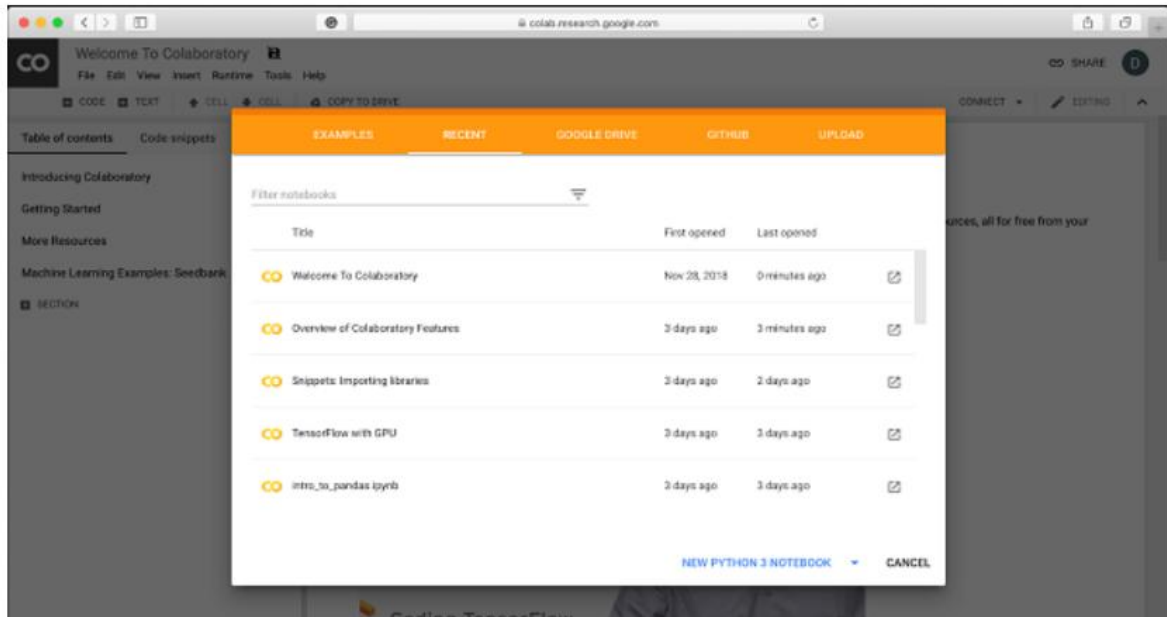 colab.research.google.com
CO
Welcome To Colaboratory
SHARE
D
File Edit View Insert Runtime Tools Help
CODE TEXT CELL CELL COPY TO DRIVE
CONNECT
EDITING
Table of contents Code snippets
Introducing Colaboratory
Getting Started
More Resources
Machine Learning Examples: Seedbank
SECTION
EXAMPLES RECENT GOOGLE DRIVE GITHUB UPLOAD
Filter notebooks
Title First opened Last opened
CO Welcome To Colaboratory Nov 28, 2018 0 minutes ago
CO Overview of Colaboratory Features 3 days ago 3 minutes ago
CO Snippets: Importing libraries 3 days ago 2 days ago
CO TensorFlow with GPU 3 days ago 3 days ago
CO intro_to_pandas.ipynb 3 days ago 3 days ago
NEW PYTHON 3 NOTEBOOK CANCEL
all for free from your